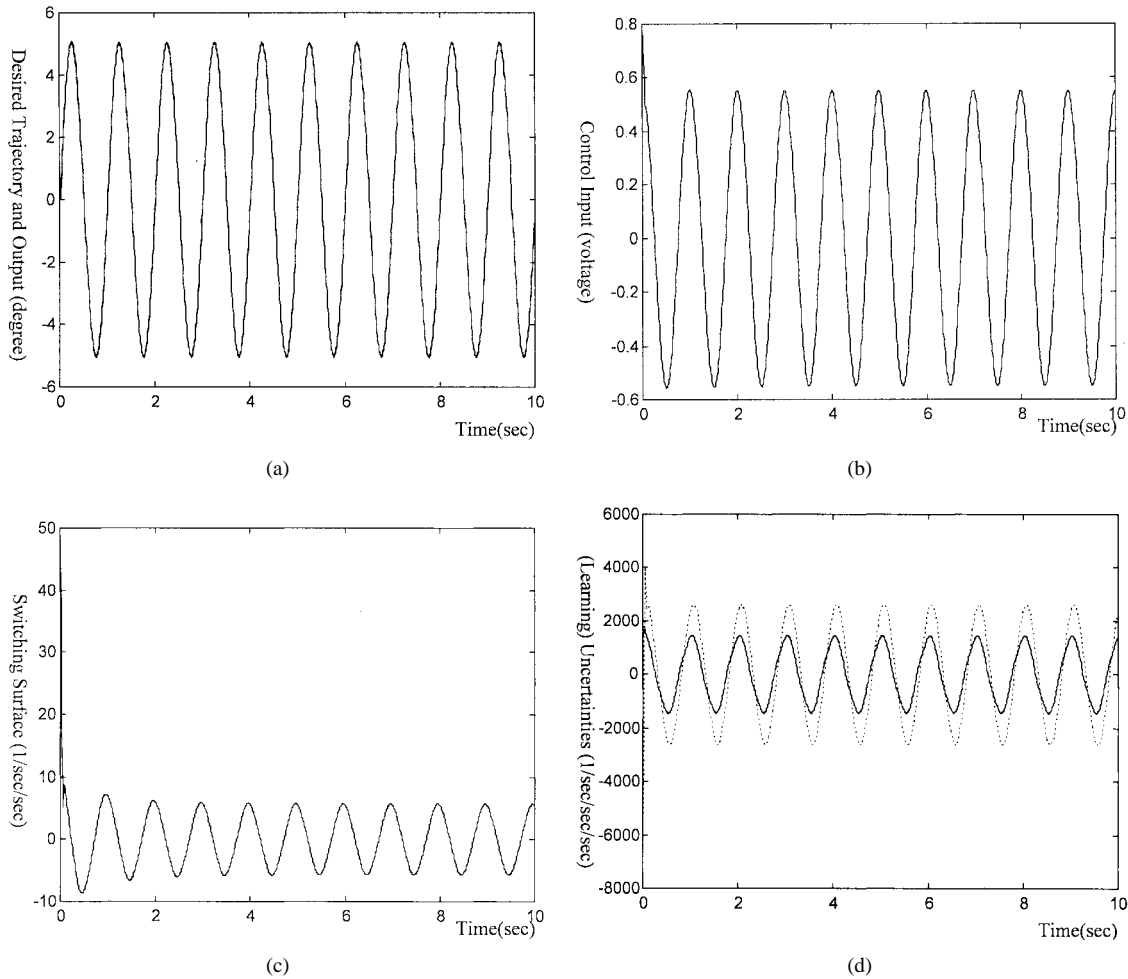 Desired Trajectory and Output (degree)
6
4
2
0
-2
-4
-6
0 2 4 6 8 10
Time(sec)
(a)
Control Input (voltage)
0.8
0.6
0.4
0.2
0
-0.2
-0.4
-0.6
0 2 4 6 8 10
Time(sec)
(b)
Switching Surface (1/sec/sec)
50
40
30
20
10
0
-10
0 2 4 6 8 10
Time(sec)
(c)
(Learning) Uncertainties (1/sec/sec/sec)
6000
4000
2000
0
-2000
-4000
-6000
-8000
0 2 4 6 8 10
Time(sec)
(d)